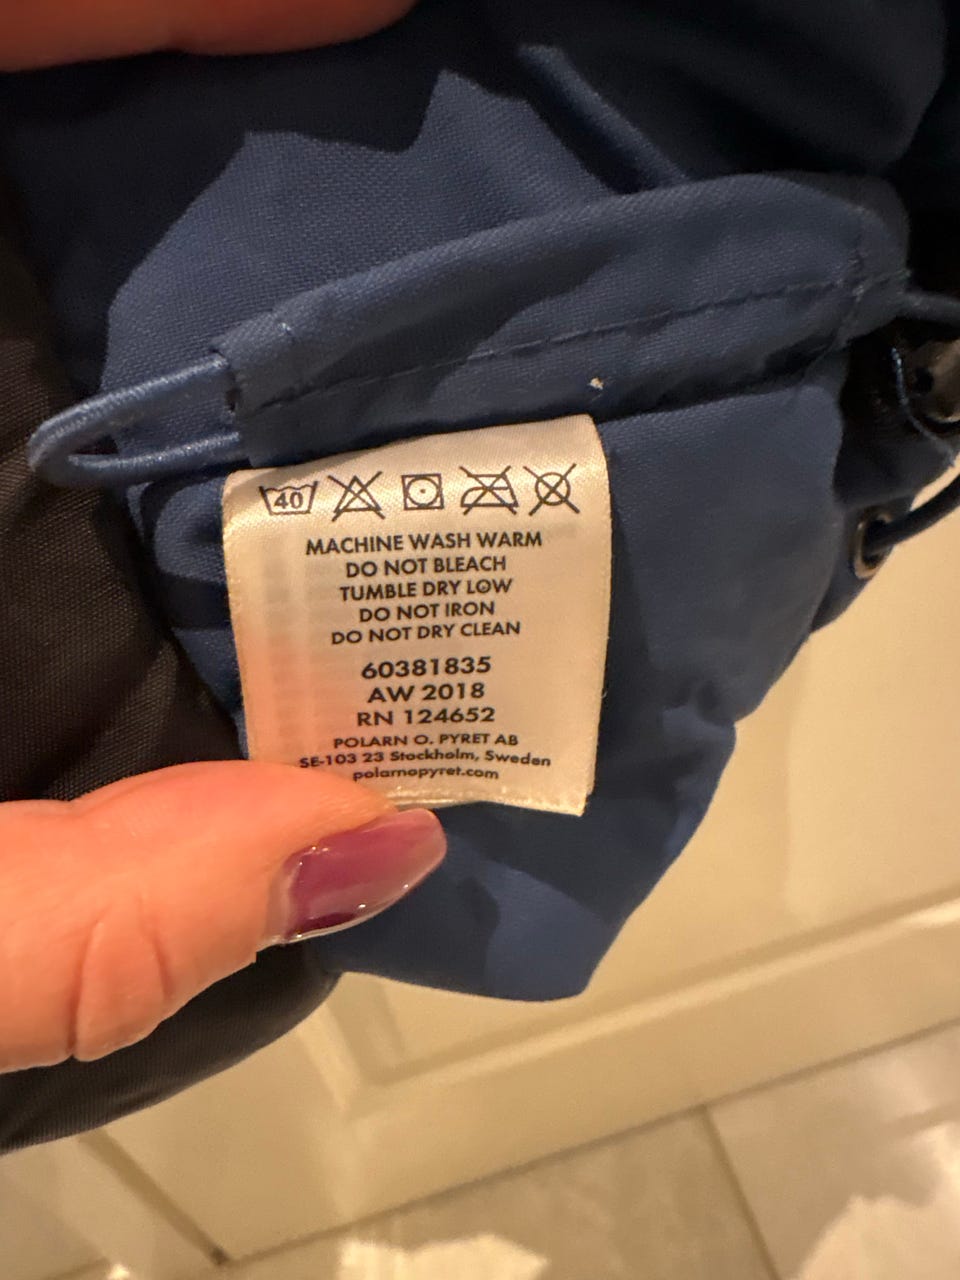 40
MACHINE WASH WARM
DO NOT BLEACH
TUMBLE DRY LOW
DO NOT IRON
DO NOT DRY CLEAN
60381835
AW 2018
RN 124652
POLARN O. PYRET AB
SE-103 23 Stockholm, Sweden
polarnopyret.com